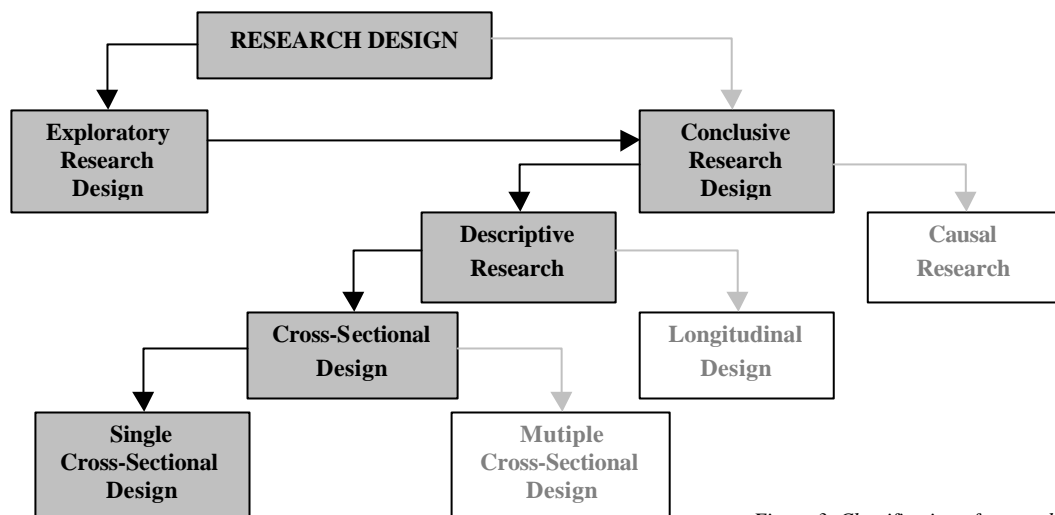 RESEARCH DESIGN
Exploratory
Research
Design
Conclusive
Research
Design
Descriptive
Research
Causal
Research
Cross-Sectional
Design
Longitudinal
Design
Single
Cross-Sectional
Design
Mutiple
Cross-Sectional
Design